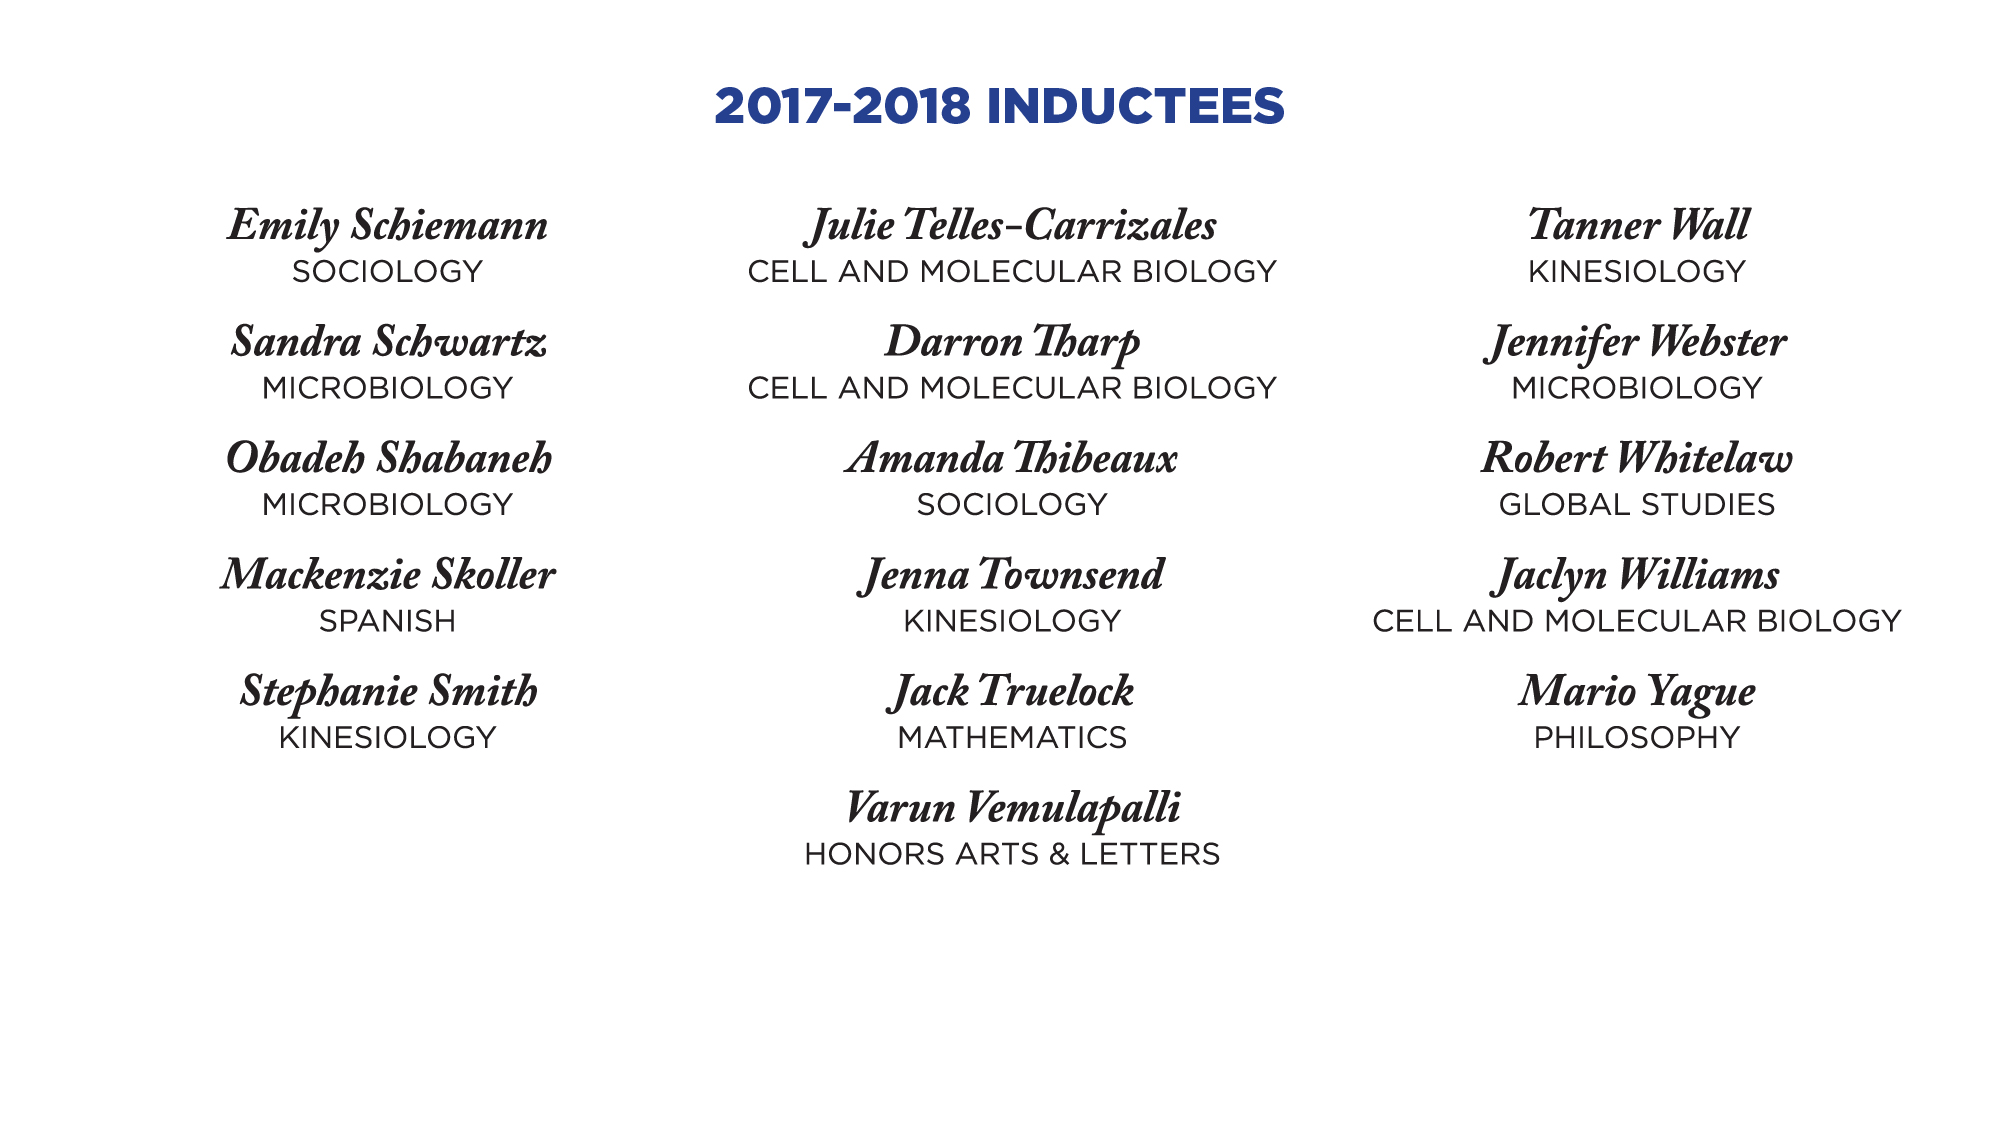 2017-2018 INDUCTEES
Emily Schiemann
SOCIOLOGY
Sandra Schwartz
MICROBIOLOGY
Obadeh Shabaneh
MICROBIOLOGY
Mackenzie Skoller
SPANISH
Stephanie Smith
KINESIOLOGY
Julie Telles-Carrizales
CELL AND MOLECULAR BIOLOGY
Darron Tharp
CELL AND MOLECULAR BIOLOGY
Amanda Thibeaux
SOCIOLOGY
Jenna Townsend
KINESIOLOGY
Jack Truelock
MATHEMATICS
Varun Vemulapalli
HONORS ARTS & LETTERS
Tanner Wall
KINESIOLOGY
Jennifer Webster
MICROBIOLOGY
Robert Whitelaw
GLOBAL STUDIES
Jaclyn Williams
CELL AND MOLECULAR BIOLOGY
Mario Yague
PHILOSOPHY